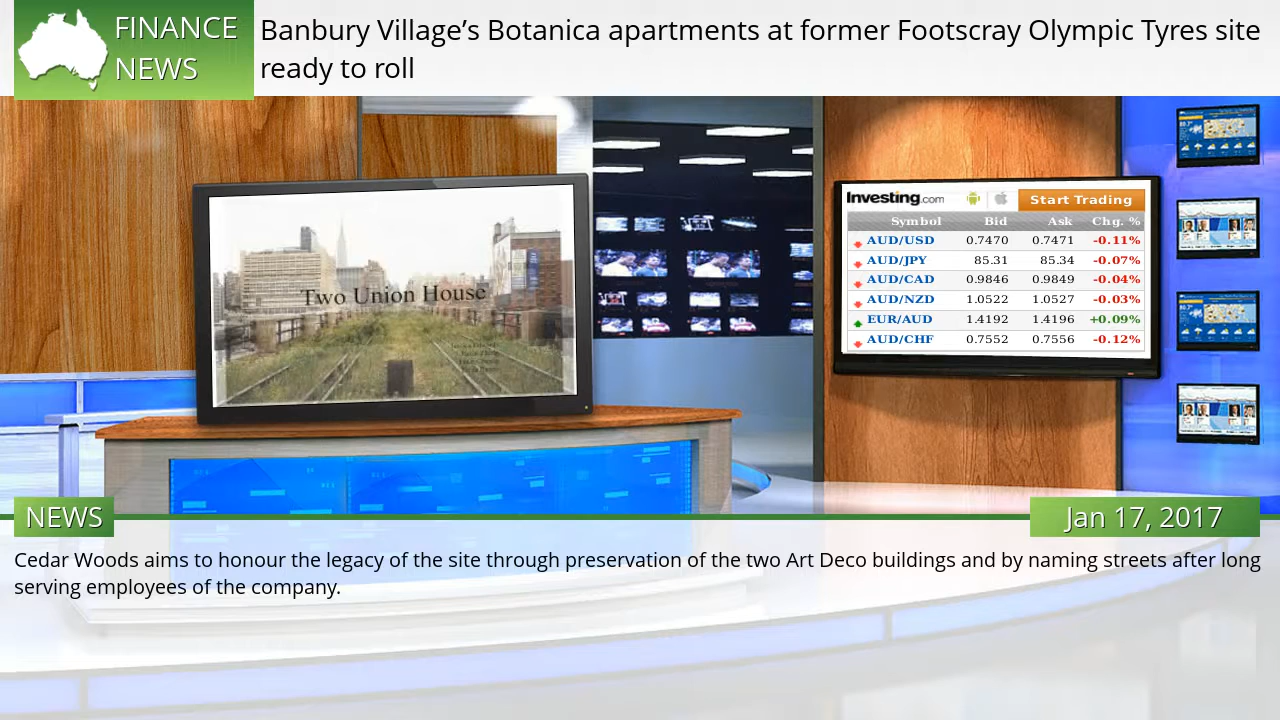 FINANCE
NEWS
Banbury Village’s Botanica apartments at former Footscray Olympic Tyres site
ready to roll
Two Union House
Investing.com
Start Trading
Symbol Bid Ask Chg. %
AUD/USD 0.7470 0.7471 -0.11%
AUD/JPY 85.31 85.34 -0.07%
AUD/CAD 0.9846 0.9849 -0.04%
AUD/NZD 1.0522 1.0527 -0.03%
EUR/AUD 1.4192 1.4196 +0.09%
AUD/CHF 0.7552 0.7556 -0.12%
NEWS
Jan 17, 2017
Cedar Woods aims to honour the legacy of the site through preservation of the two Art Deco buildings and by naming streets after long
serving employees of the company.